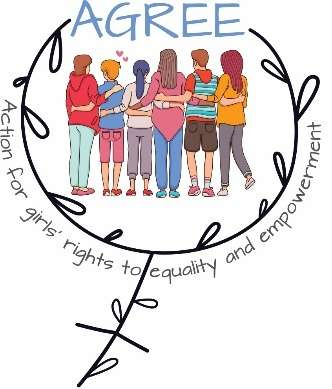 AGREE
Action for girls' rights to equality and empowerment